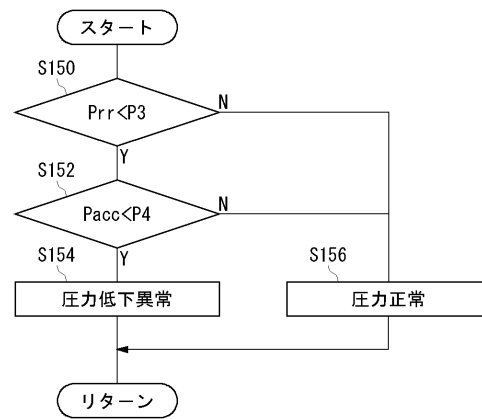 スタート
S150
Prr<P3
N
Y
S152
Pacc<P4
N
Y
S154
圧力低下異常
S156
圧力正常
リターン